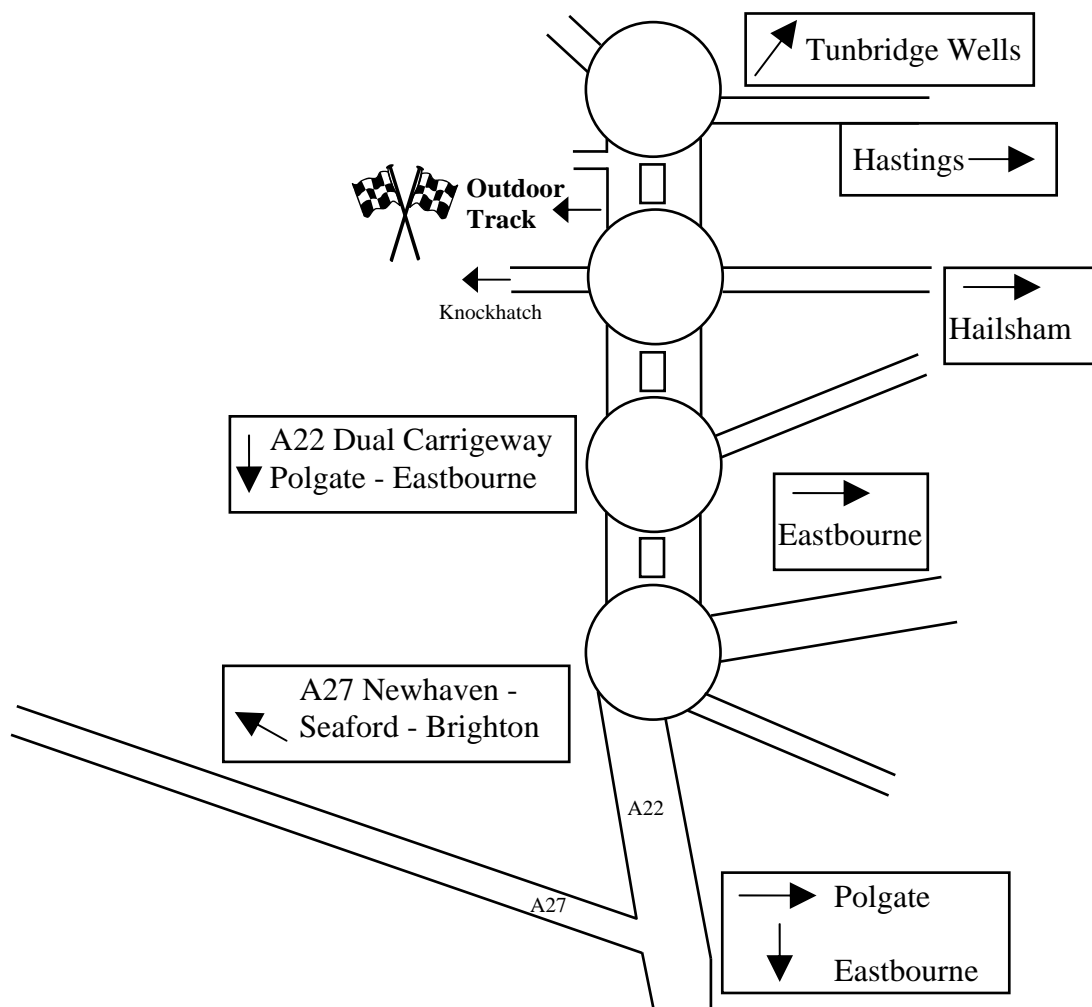 Tunbridge Wells
Hastings
Outdoor
Track
Knockhatch
Hailsham
A22 Dual Carrigeway
Polgate - Eastbourne
Eastbourne
A27 Newhaven -
Seaford - Brighton
A22
A27
Polgate
Eastbourne